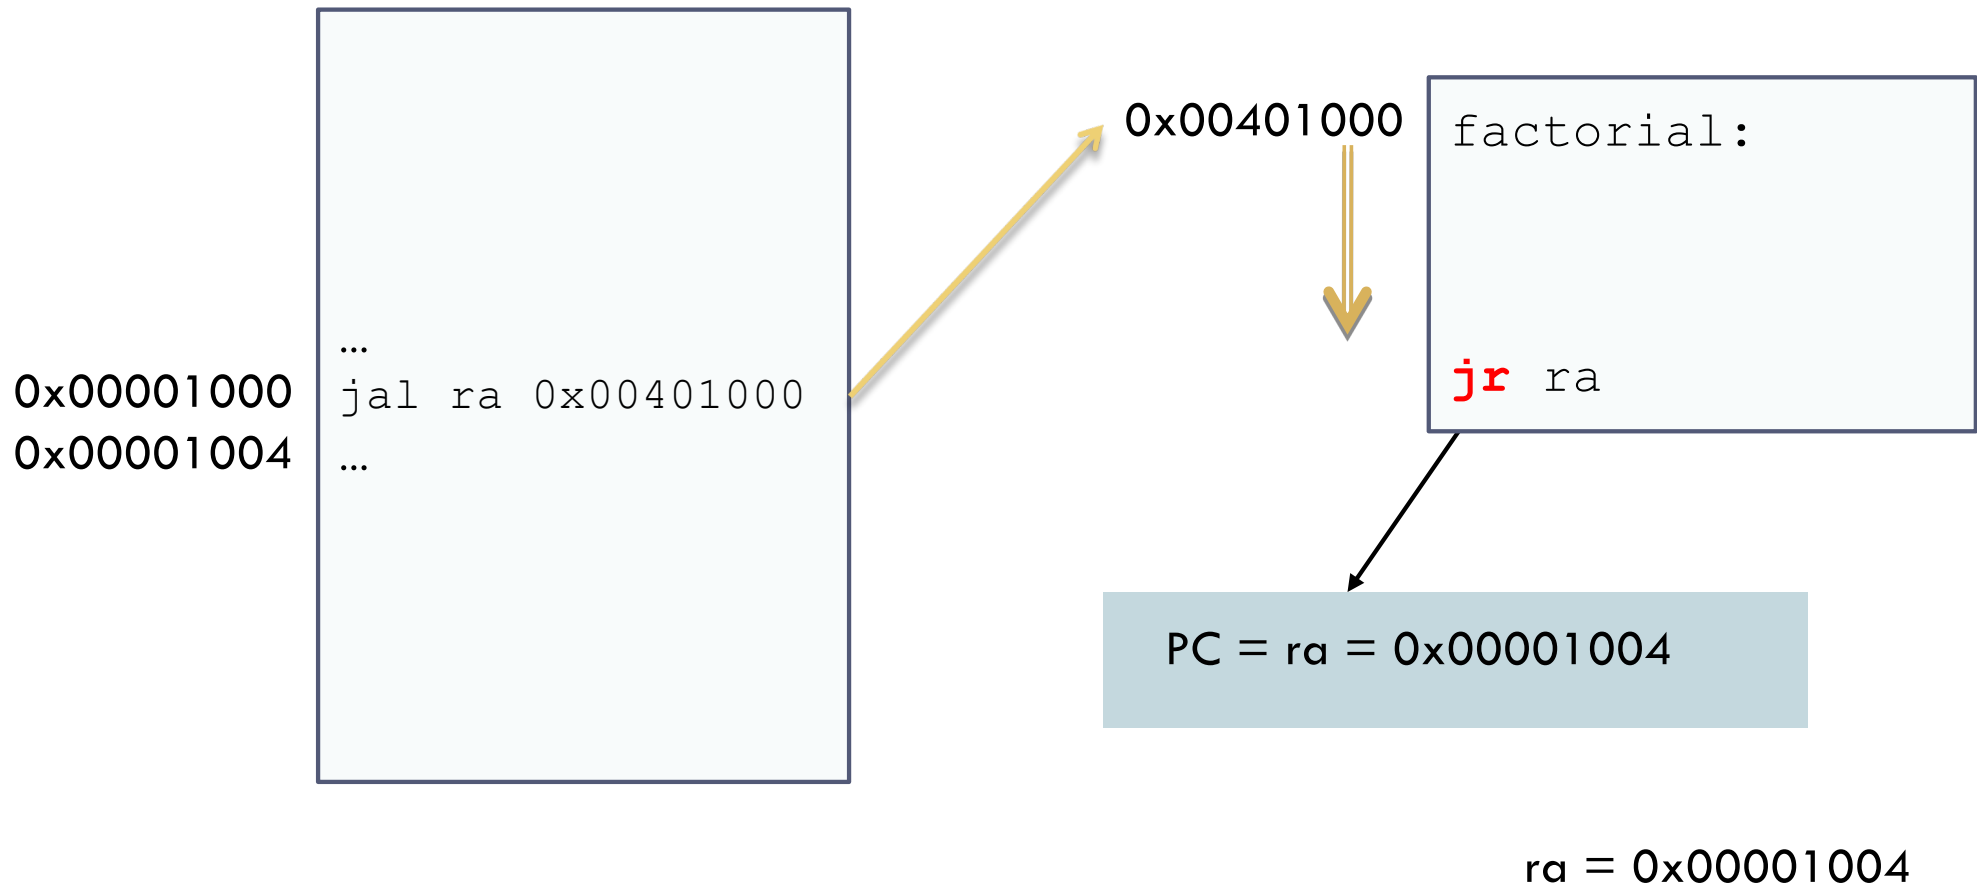 …
0x00001000 jal ra 0x00401000
0x00001004 …
0x00401000 factorial:
jr ra
PC = ra = 0x00001004
ra = 0x00001004